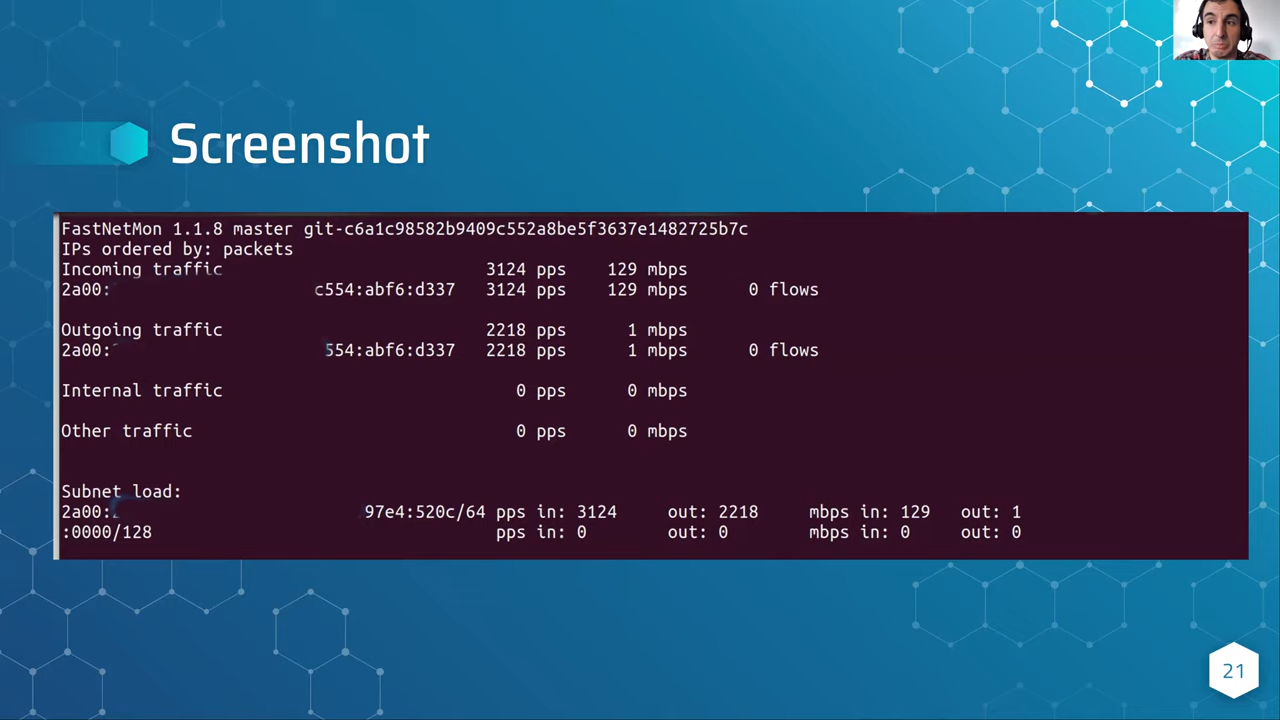 Screenshot
FastNetMon 1.1.8 master git-c6a1c98582b9409c552a8be5f3637e1482725b7c
IPs ordered by: packets
Incoming traffic 3124 pps 129 mbps
2a00: c554:abf6:d337 3124 pps 129 mbps 0 flows
Outgoing traffic 2218 pps 1 mbps
2a00: 554:abf6:d337 2218 pps 1 mbps 0 flows
Internal traffic 0 pps 0 mbps
Other traffic 0 pps 0 mbps
Subnet load:
2a00: 97e4:520c/64 pps in: 3124 out: 2218 mbps in: 129 out: 1
:0000/128 pps in: 0 out: 0 mbps in: 0 out: 0
21